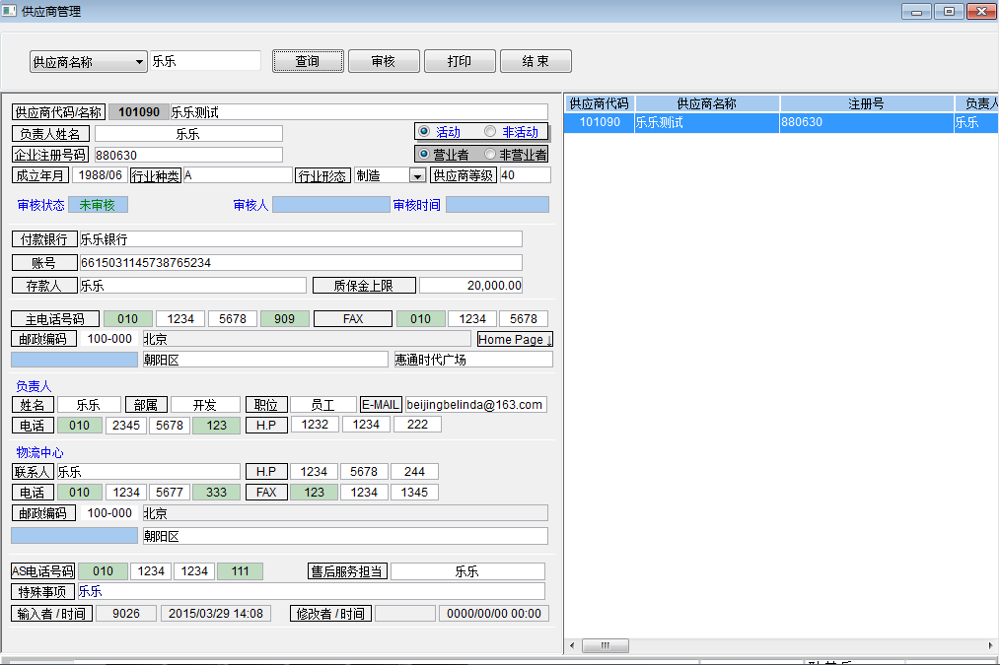 供应商管理
供应商名称 乐乐 查询 审核 打印 结 束
供应商代码/名称 101090 乐乐测试
负责人姓名 乐乐 活动 非活动
企业注册号码 880630 营业者 非营业者
成立年月 1988/06 行业种类 A 行业形态 制造 供应商等级 40
审核状态 未审核 审核人 审核时间
付款银行 乐乐银行
账号 6615031145738765234
存款人 乐乐 质保金上限 20,000.00
主电话号码 010 1234 5678 909 FAX 010 1234 5678
邮政编码 100-000 北京 Home Page↓
朝阳区 惠通时代广场
负责人
姓名 乐乐 部属 开发 职位 员工 E-MAIL beijingbelinda@163.com
电话 010 2345 5678 123 H.P 1232 1234 222
物流中心
联系人 乐乐 H.P 1234 5678 244
电话 010 1234 5677 333 FAX 123 1234 1345
邮政编码 100-000 北京
朝阳区
AS电话号码 010 1234 1234 111 售后服务担当 乐乐
特殊事项 乐乐
输入者 /时间 9026 2015/03/29 14:08 修改者 /时间 0000/00/00 00:00
供应商代码 供应商名称 注册号 负责人
101090 乐乐测试 880630 乐乐